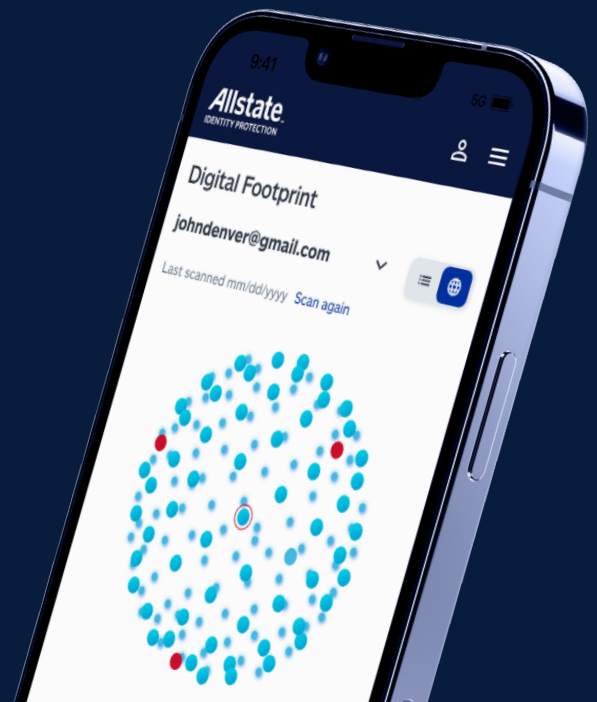 9:41
5G
Allstate
IDENTITY PROTECTION
Digital Footprint
johndenver@gmail.com
Last scanned mm/dd/yyyy Scan again